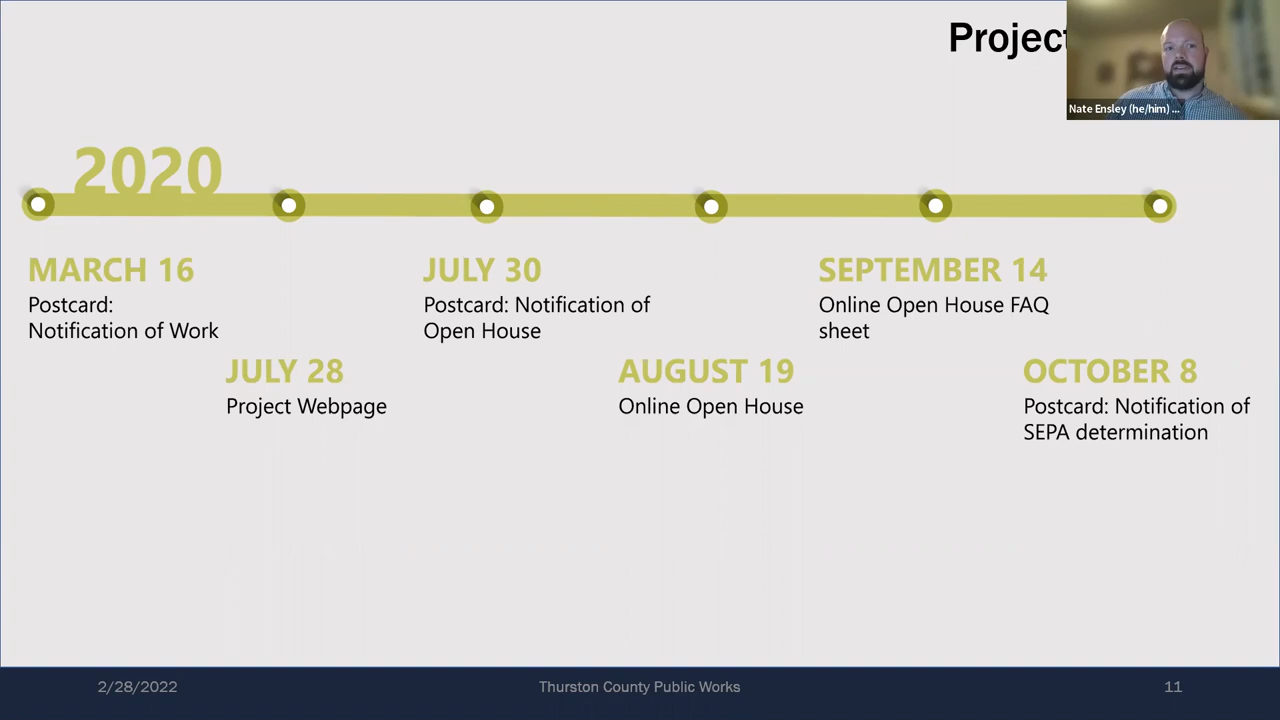 Project
Nate Ensley (he/him) ...
2020
MARCH 16
Postcard:
Notification of Work
JULY 28
Project Webpage
JULY 30
Postcard: Notification of
Open House
AUGUST 19
Online Open House
SEPTEMBER 14
Online Open House FAQ
sheet
OCTOBER 8
Postcard: Notification of
SEPA determination
2/28/2022
Thurston County Public Works
11